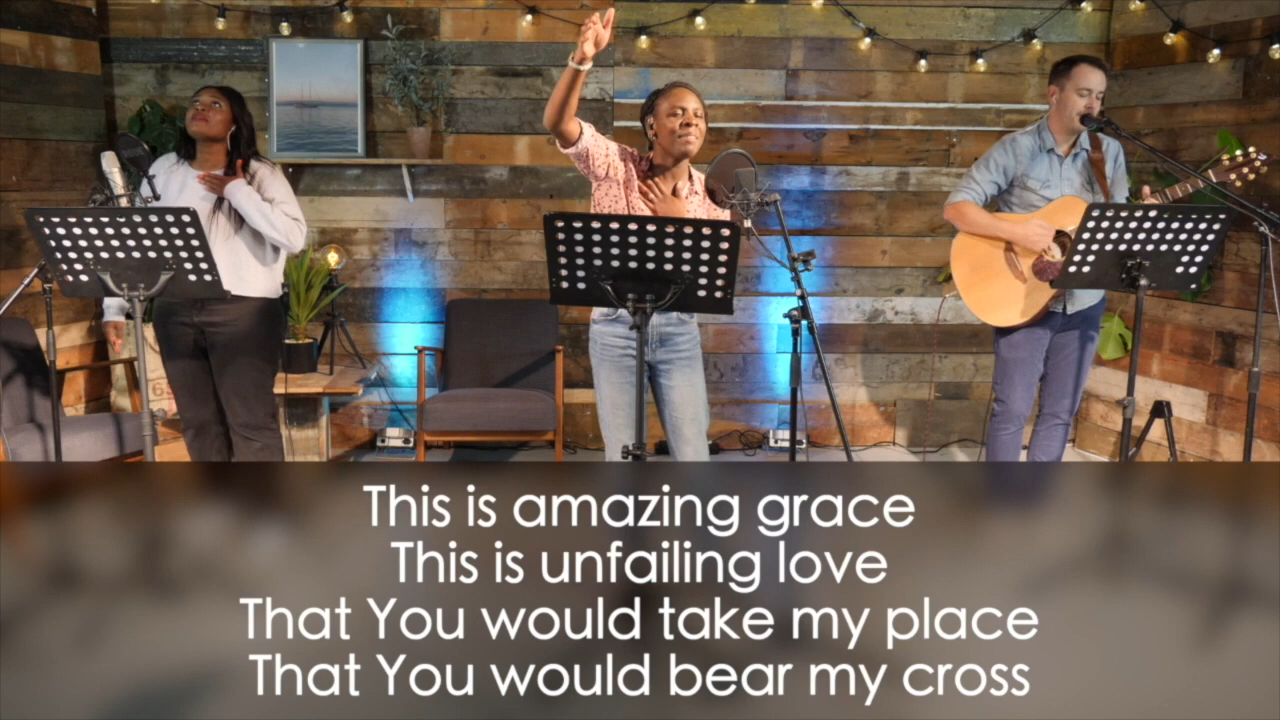 This is amazing grace
This is unfailing love
That You would take my place
That You would bear my cross